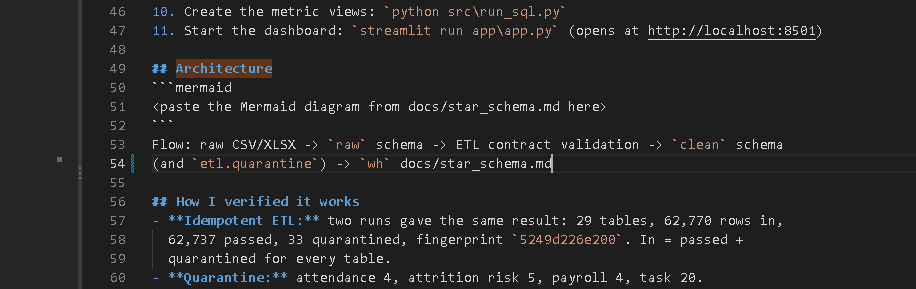 46 10. Create the metric views: `python src\run_sql.py`
47 11. Start the dashboard: `streamlit run app\app.py` (opens at http://localhost:8501)
48
49 ## Architecture
50 ```mermaid
51 <paste the Mermaid diagram from docs/star_schema.md here>
52 ```
53 Flow: raw CSV/XLSX -> `raw` schema -> ETL contract validation -> `clean` schema
54 (and `etl.quarantine`) -> `wh` docs/star_schema.md
55
56 ## How I verified it works
57 - **Idempotent ETL:** two runs gave the same result: 29 tables, 62,770 rows in,
58 62,737 passed, 33 quarantined, fingerprint `5249d226e200`. In = passed +
59 quarantined for every table.
60 - **Quarantine:** attendance 4, attrition risk 5, payroll 4, task 20.